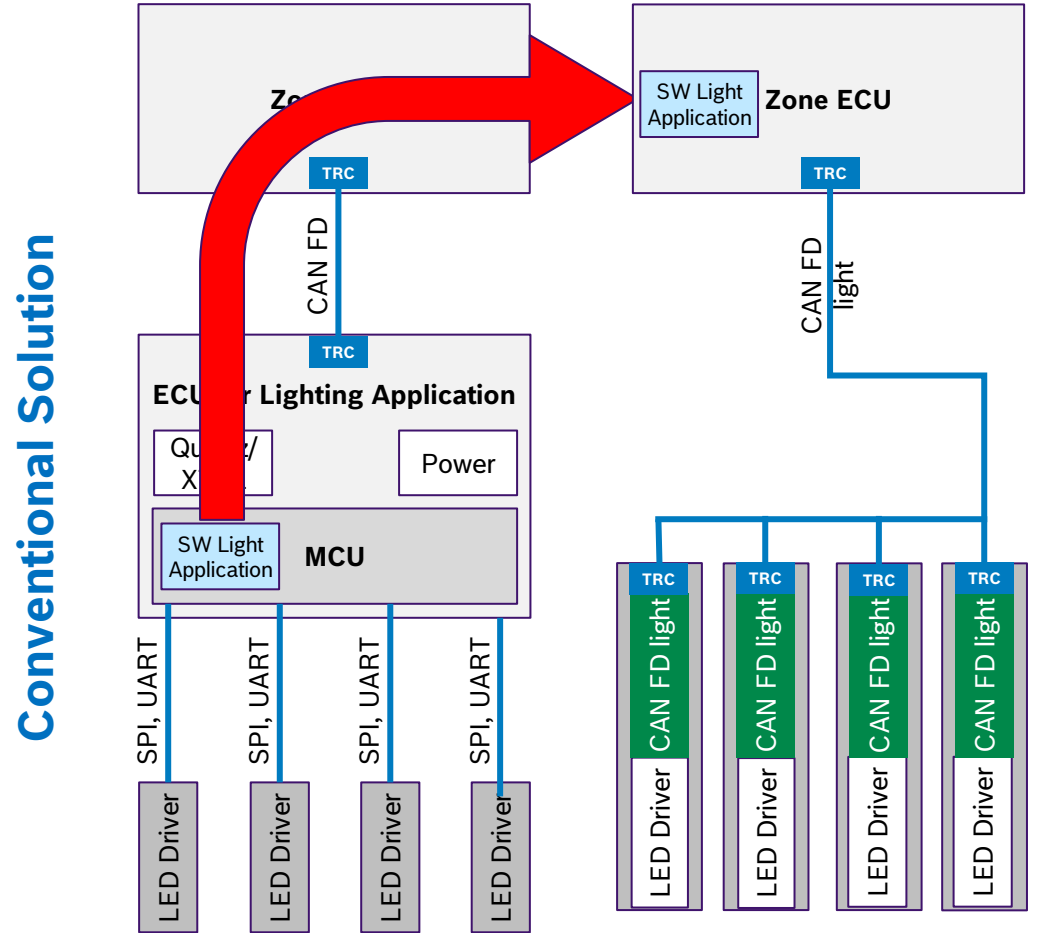 Conventional Solution
Zo
TRC
CAN FD
TRC
ECU r Lighting Application
Qu z/
X
Power
SW Light
Application
MCU
SPI, UART
SPI, UART
SPI, UART
SPI, UART
LED Driver
LED Driver
LED Driver
LED Driver
SW Light
Application
Zone ECU
TRC
CAN FD
light
TRC
TRC
TRC
TRC
CAN FD light
CAN FD light
CAN FD light
CAN FD light
LED Driver
LED Driver
LED Driver
LED Driver